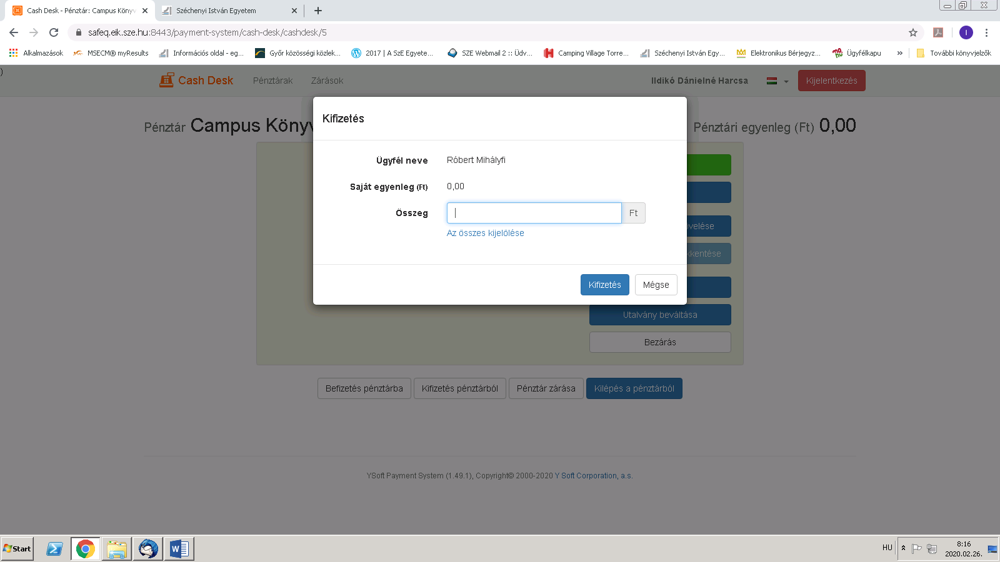 Cash Desk - Pénztár: Campus Könyv
Széchenyi István Egyetem
safeq.eik.sze.hu:8443/payment-system/cash-desk/cashdesk/5
I
Alkalmazások
MSECM® myResults
Információs oldal - eg...
Győr közösségi közlek...
2017 | A SzE Egyete...
SZE Webmail 2 :: Üdv...
Camping Village Torre...
Széchenyi István Egy...
Elektronikus Bérjegyz...
Ügyfélkapu
»
További könyvjelzők
)
Cash Desk
Pénztárak
Zárások
Ildikó Dánielné Harcsa
Kijelentkezés
Pénztár Campus Könyv
Pénztári egyenleg (Ft) 0,00
Kifizetés
Ügyfél neve Róbert Mihályfi
Saját egyenleg (Ft) 0,00
Összeg Ft
Az összes kijelölése
Kifizetés Mégse
velése
kkentése
Utalvány beváltása
Bezárás
Befizetés pénztárba
Kifizetés pénztárból
Pénztár zárása
Kilépés a pénztárból
YSoft Payment System (1.49.1), Copyright© 2000-2020 Y Soft Corporation, a.s.
Start
HU
8:16
2020.02.26.